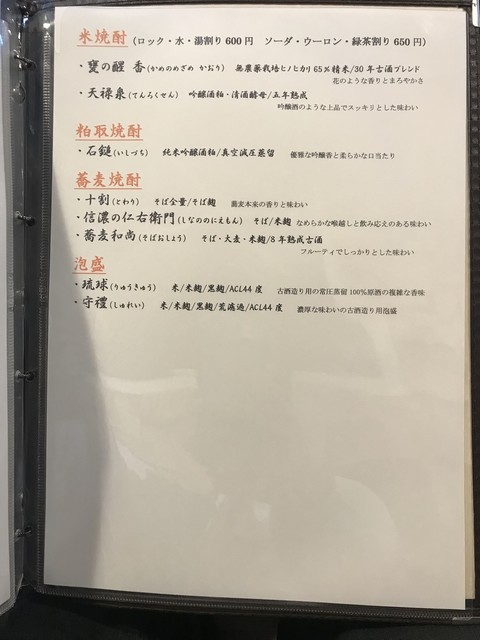 米焼酎（ロック・水・湯割り 600 円　ソーダ・ウーロン・緑茶割り 650 円）
・甕の醒 香(かめのめざめ かおり)　無農薬栽培ヒノヒカリ 65％精米/30 年古酒ブレンド
花のような香りとまろやかさ
・天禄泉(てんろくせん)　吟醸酒粕・清酒酵母/五年熟成
吟醸酒のような上品でスッキリとした味わい
粕取焼酎
・石鎚(いしづち)　純米吟醸酒粕/真空減圧蒸留　優雅な吟醸香と柔らかな口当たり
蕎麦焼酎
・十割(とわり)　そば全量/そば麹　蕎麦本来の香りと味わい
・信濃の仁右衛門(しなののにえもん)　そば/米麹 なめらかな喉越しと飲み応えのある味わい
・蕎麦和尚(そばおしょう)　そば・大麦・米麹/8 年熟成古酒
フルーティでしっかりとした味わい
泡盛
・琉球(りゅうきゅう)　米/米麹/黒麹/ACL44 度　古酒造り用の常圧蒸留 100％原酒の複雑な香味
・守禮(しゅれい)　米/米麹/黒麹/荒濾過/ACL44 度　濃厚な味わいの古酒造り用泡盛